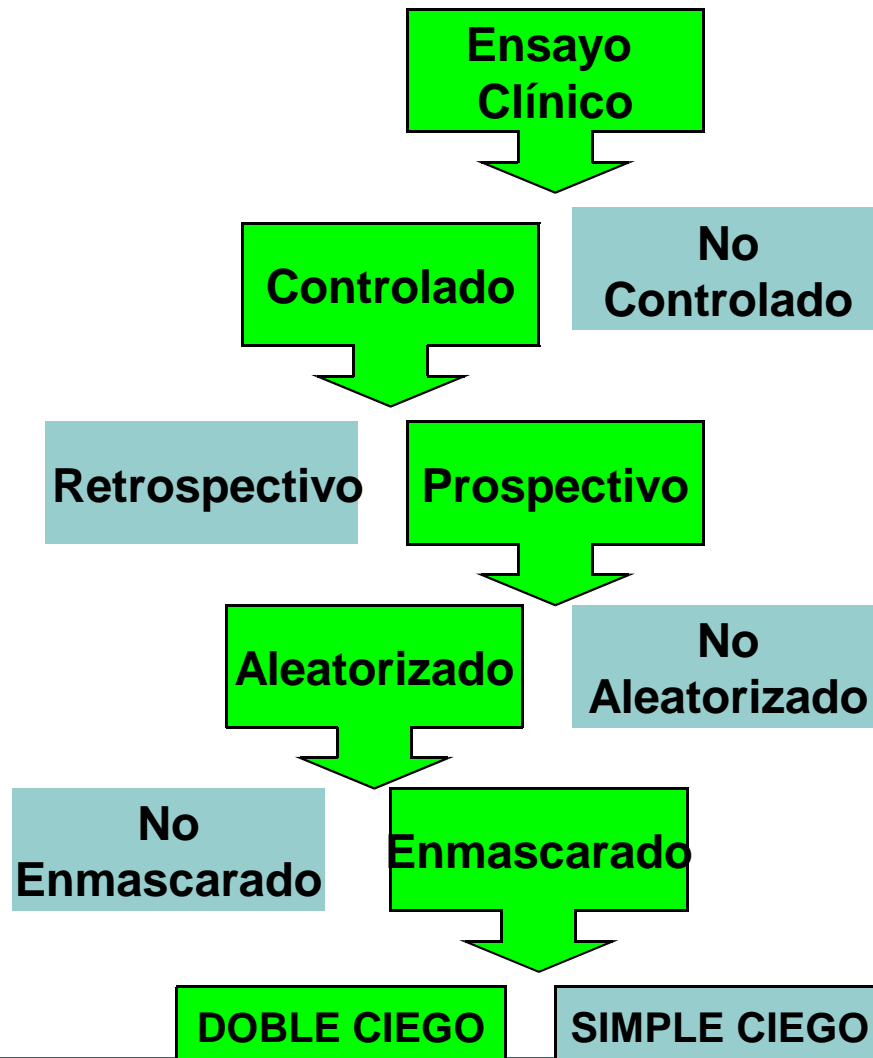 Ensayo
Clínico
Controlado
No
Controlado
Retrospectivo
Prospectivo
Aleatorizado
No
Aleatorizado
No
Enmascarado
Enmascarado
DOBLE CIEGO
SIMPLE CIEGO